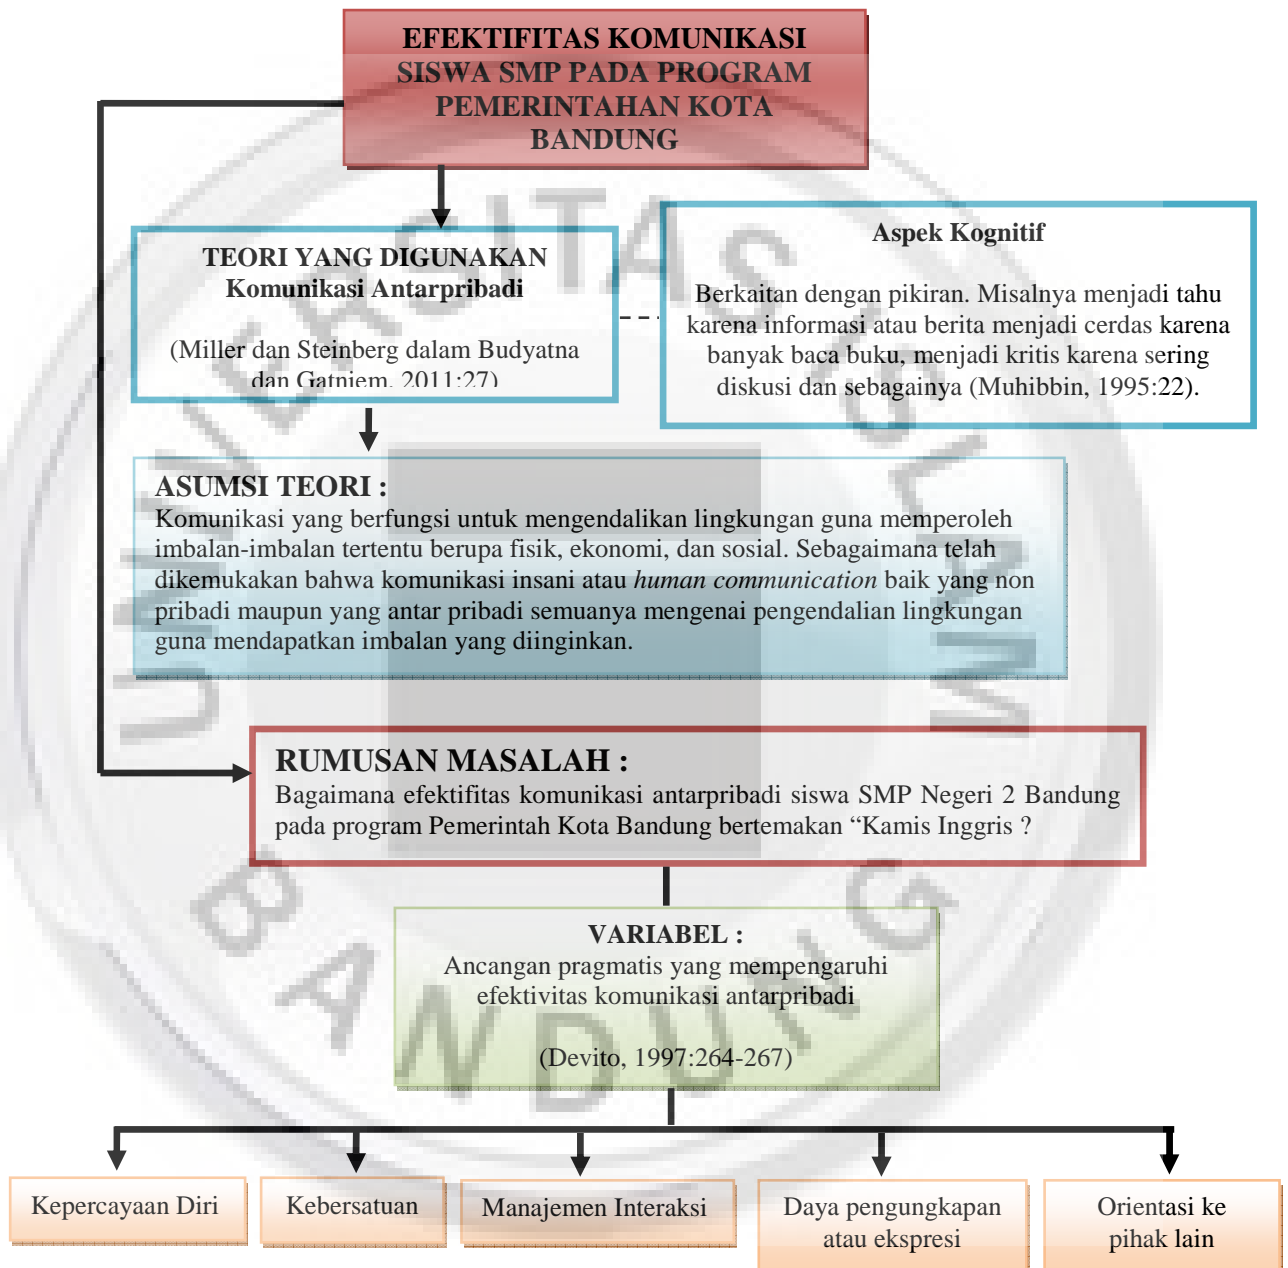 EFEKTIFITAS KOMUNIKASI
SISWA SMP PADA PROGRAM
PEMERINTAHAN KOTA
BANDUNG
TEORI YANG DIGUNAKAN
Komunikasi Antarpribadi
(Miller dan Steinberg dalam Budyatna
dan Gatniem, 2011:27)
Aspek Kognitif
Berkaitan dengan pikiran. Misalnya menjadi tahu
karena informasi atau berita menjadi cerdas karena
banyak baca buku, menjadi kritis karena sering
diskusi dan sebagainya (Muhibbin, 1995:22).
ASUMSI TEORI :
Komunikasi yang berfungsi untuk mengendalikan lingkungan guna memperoleh
imbalan-imbalan tertentu berupa fisik, ekonomi, dan sosial. Sebagaimana telah
dikemukakan bahwa komunikasi insani atau human communication baik yang non
pribadi maupun yang antar pribadi semuanya mengenai pengendalian lingkungan
guna mendapatkan imbalan yang diinginkan.
RUMUSAN MASALAH :
Bagaimana efektifitas komunikasi antarpribadi siswa SMP Negeri 2 Bandung
pada program Pemerintah Kota Bandung bertemakan “Kamis Inggris ?
VARIABEL :
Ancangan pragmatis yang mempengaruhi
efektivitas komunikasi antarpribadi
(Devito, 1997:264-267)
Kepercayaan Diri
Kebersatuan
Manajemen Interaksi
Daya pengungkapan
atau ekspresi
Orientasi ke
pihak lain
UNIVERSITAS ISLAM
BANDUNG